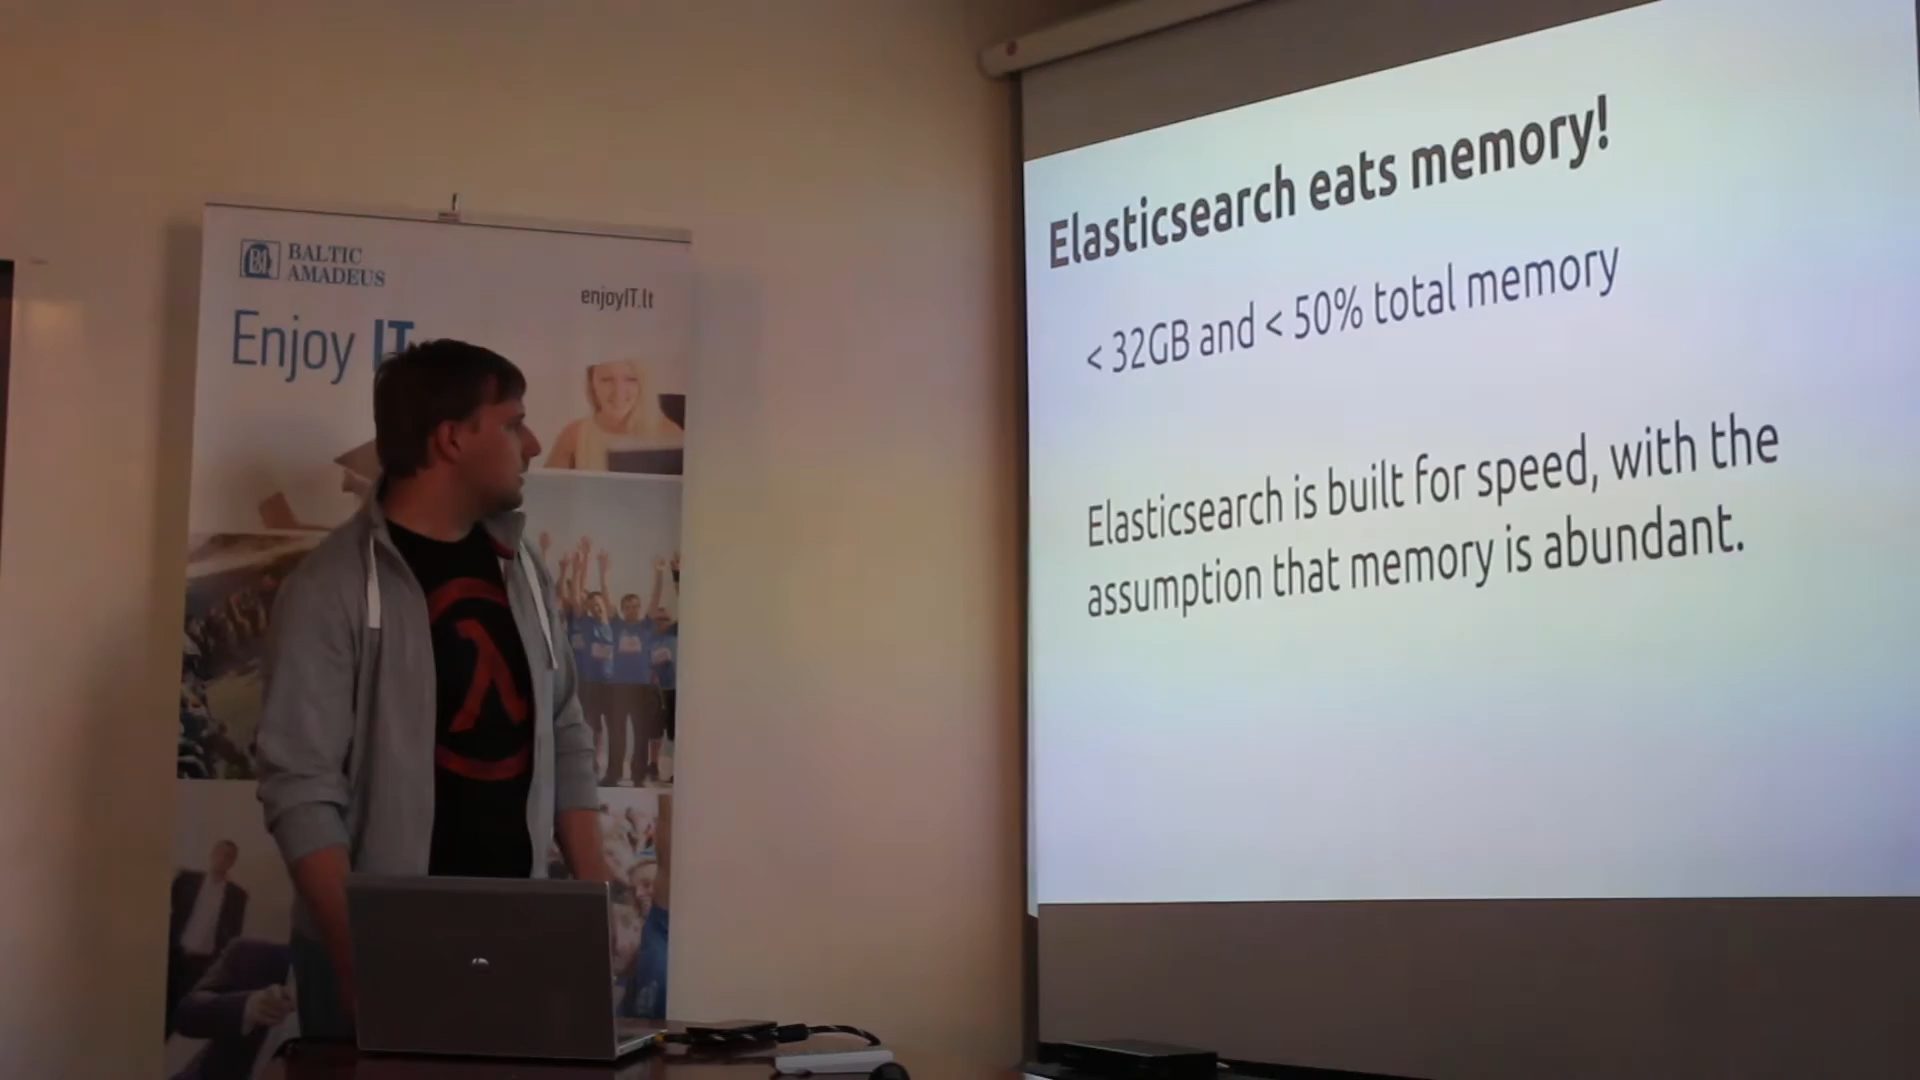 BALTIC
AMADEUS
enjoyIT.lt
Enjoy IT
Elasticsearch eats memory!
< 32GB and < 50% total memory
Elasticsearch is built for speed, with the
assumption that memory is abundant.
λ
hp